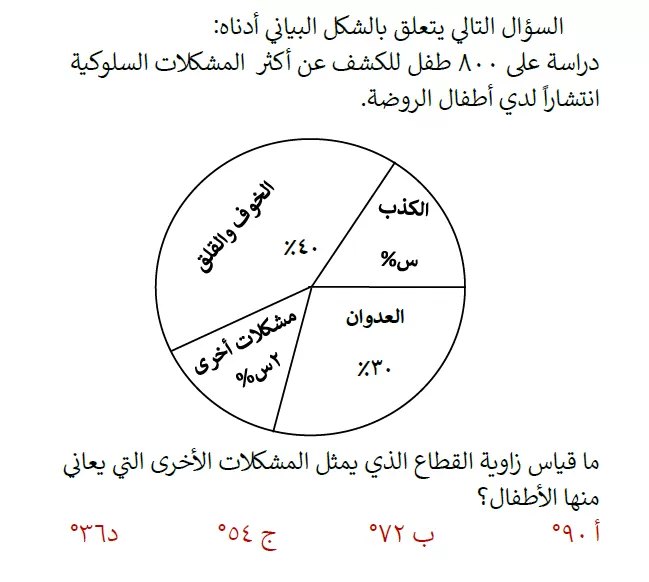 السؤال التالي يتعلق بالشكل البياني أدناه:
دراسة على ٨٠٠ طفل للكشف عن أكثر المشكلات السلوكية
انتشاراً لدي أطفال الروضة.
الكذب
س%
الخوف والقلق
٤٠٪
العدوان
٣٠٪
مشكلات أخرى
٢س%
ما قياس زاوية القطاع الذي يمثل المشكلات الأخرى التي يعاني
منها الأطفال؟
أ ٩٠° ب ٧٢° ج ٥٤° د٣٦°